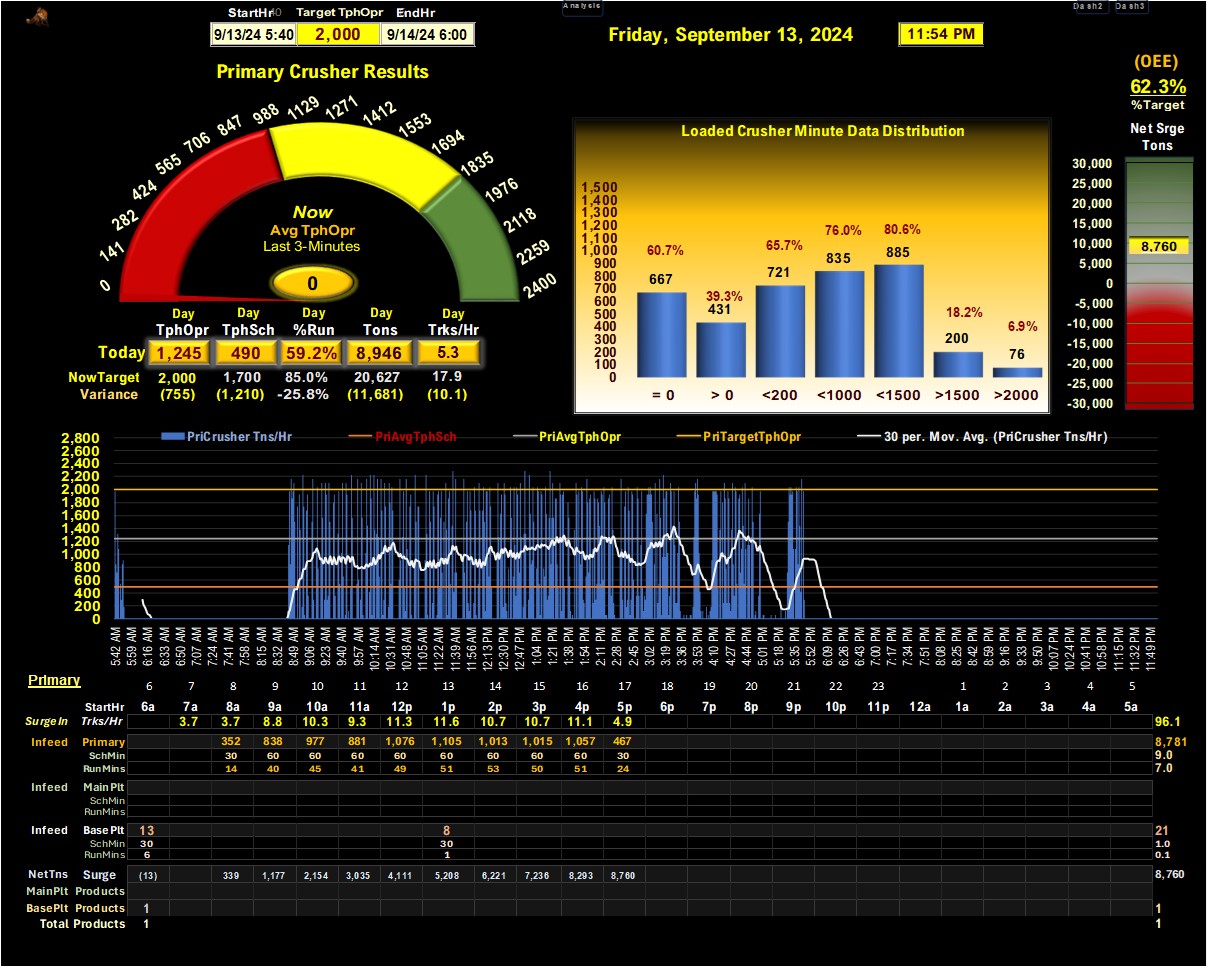 Analysis
Dash2 Dash3
StartHr Target TphOpr EndHr
9/13/24 5:40 2,000 9/14/24 6:00
Friday, September 13, 2024 11:54 PM
Primary Crusher Results
(OEE)
62.3%
%Target
0 141 282 424 565 706 847 988 1129 1271 1412 1553 1694 1835 1976 2118 2259 2400
Now
Avg TphOpr
Last 3-Minutes
0
Day Day Day Day Day
TphOpr TphSch %Run Tons Trks/Hr
Today 1,245 490 59.2% 8,946 5.3
NowTarget 2,000 1,700 85.0% 20,627 17.9
Variance (755) (1,210) -25.8% (11,681) (10.1)
Loaded Crusher Minute Data Distribution
1,500
1,400
1,300
1,200
1,100
1,000
900
800
700
600
500
400
300
200
100
0
60.7% 39.3% 65.7% 76.0% 80.6% 18.2% 6.9%
667 431 721 835 885 200 76
= 0 > 0 <200 <1000 <1500 >1500 >2000
Net Srge
Tons
30,000
25,000
20,000
15,000
10,000
5,000
0
-5,000
-10,000
-15,000
-20,000
-25,000
-30,000
8,760
PriCrusher Tns/Hr PriAvgTphSch PriAvgTphOpr PriTargetTphOpr 30 per. Mov. Avg. (PriCrusher Tns/Hr)
2,800
2,600
2,400
2,200
2,000
1,800
1,600
1,400
1,200
1,000
800
600
400
200
0
5:42 AM 5:59 AM 6:16 AM 6:33 AM 6:50 AM 7:07 AM 7:24 AM 7:41 AM 7:58 AM 8:15 AM 8:32 AM 8:49 AM 9:06 AM 9:23 AM 9:40 AM 9:57 AM 10:14 AM 10:31 AM 10:48 AM 11:05 AM 11:22 AM 11:39 AM 11:56 AM 12:13 PM 12:30 PM 12:47 PM 1:04 PM 1:21 PM 1:38 PM 1:54 PM 2:11 PM 2:28 PM 2:45 PM 3:02 PM 3:19 PM 3:36 PM 3:53 PM 4:10 PM 4:27 PM 4:44 PM 5:01 PM 5:18 PM 5:35 PM 5:52 PM 6:09 PM 6:26 PM 6:43 PM 7:00 PM 7:17 PM 7:34 PM 7:51 PM 8:08 PM 8:25 PM 8:42 PM 8:59 PM 9:16 PM 9:33 PM 9:50 PM 10:07 PM 10:24 PM 10:41 PM 10:58 PM 11:15 PM 11:32 PM 11:49 PM
Primary
6 7 8 9 10 11 12 13 14 15 16 17 18 19 20 21 22 23 1 2 3 4 5
StartHr 6a 7a 8a 9a 10a 11a 12a 1p 2p 3p 4p 5p 6p 7p 8p 9p 10p 11p 12a 1a 2a 3a 4a 5a
SurgeIn Trks/Hr 3.7 3.7 8.8 10.3 9.3 11.3 11.6 10.7 10.7 11.1 4.9 96.1
Infeed Primary 352 838 977 881 1,076 1,105 1,013 1,015 1,057 467 8,781
SchMin 30 60 60 60 60 60 60 60 60 30 9.0
RunMins 14 40 45 41 49 51 53 50 51 24 7.0
Infeed MainPlt
SchMin
RunMins
Infeed BasePlt 13 8 21
SchMin 30 30 1.0
RunMins 6 1 0.1
NetTns Surge (13) 339 1,177 2,154 3,035 4,111 5,208 6,221 7,236 8,293 8,760 8,760
MainPlt Products
BasePlt Products 1 1
Total Products 1 1